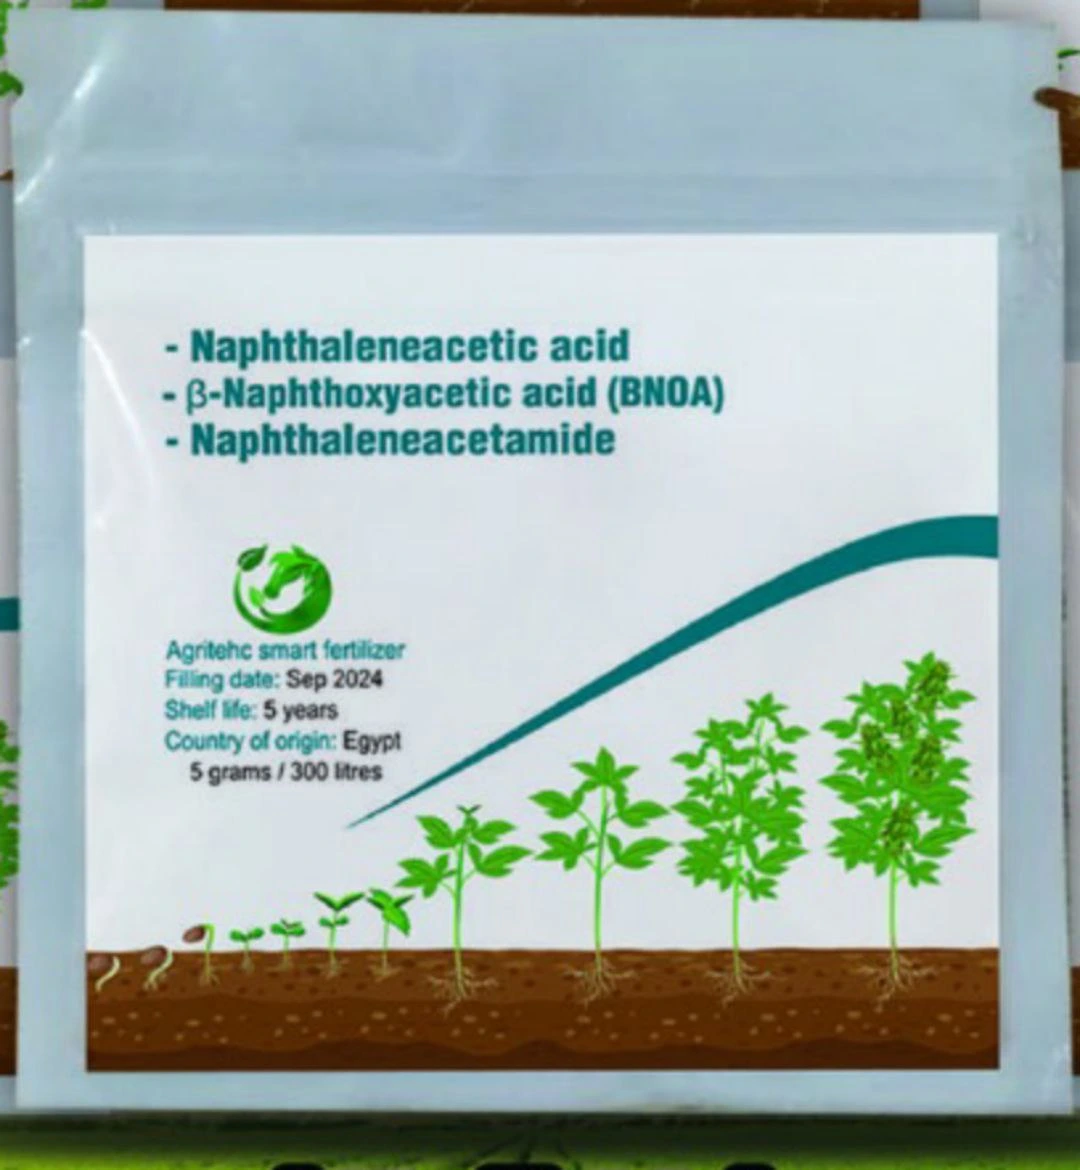 - Naphthaleneacetic acid
- β-Naphthoxyacetic acid (BNOA)
- Naphthaleneacetamide
Agritehc smart fertilizer
Filling date: Sep 2024
Shelf life: 5 years
Country of origin: Egypt
5 grams / 300 litres